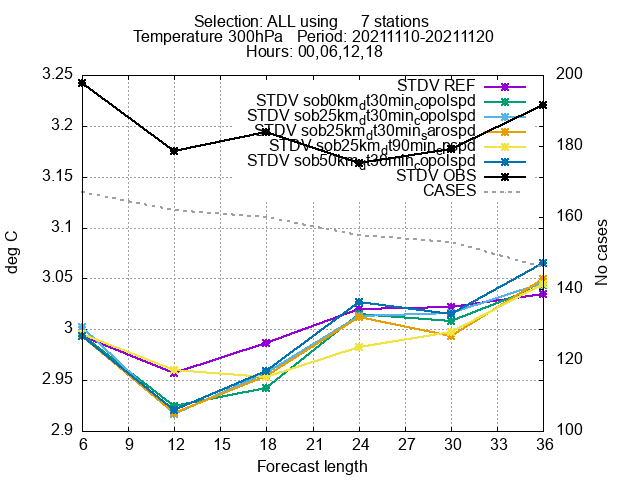 Selection: ALL using 7 stations
Temperature 300hPa Period: 20211110-20211120
Hours: 00,06,12,18
3.25
3.2
3.15
3.1
3.05
3
2.95
2.9
200
180
160
140
120
100
STDV REF
STDV sob0km_dt30min_copolspd
STDV sob25km_dt30min_copolspd
STDV sob25km_dt30min_sarospd
STDV sob50km_dt30min_copolspd
STDV OBS
CASES
deg C
No cases
6 9 12 15 18 21 24 27 30 33 36
Forecast length